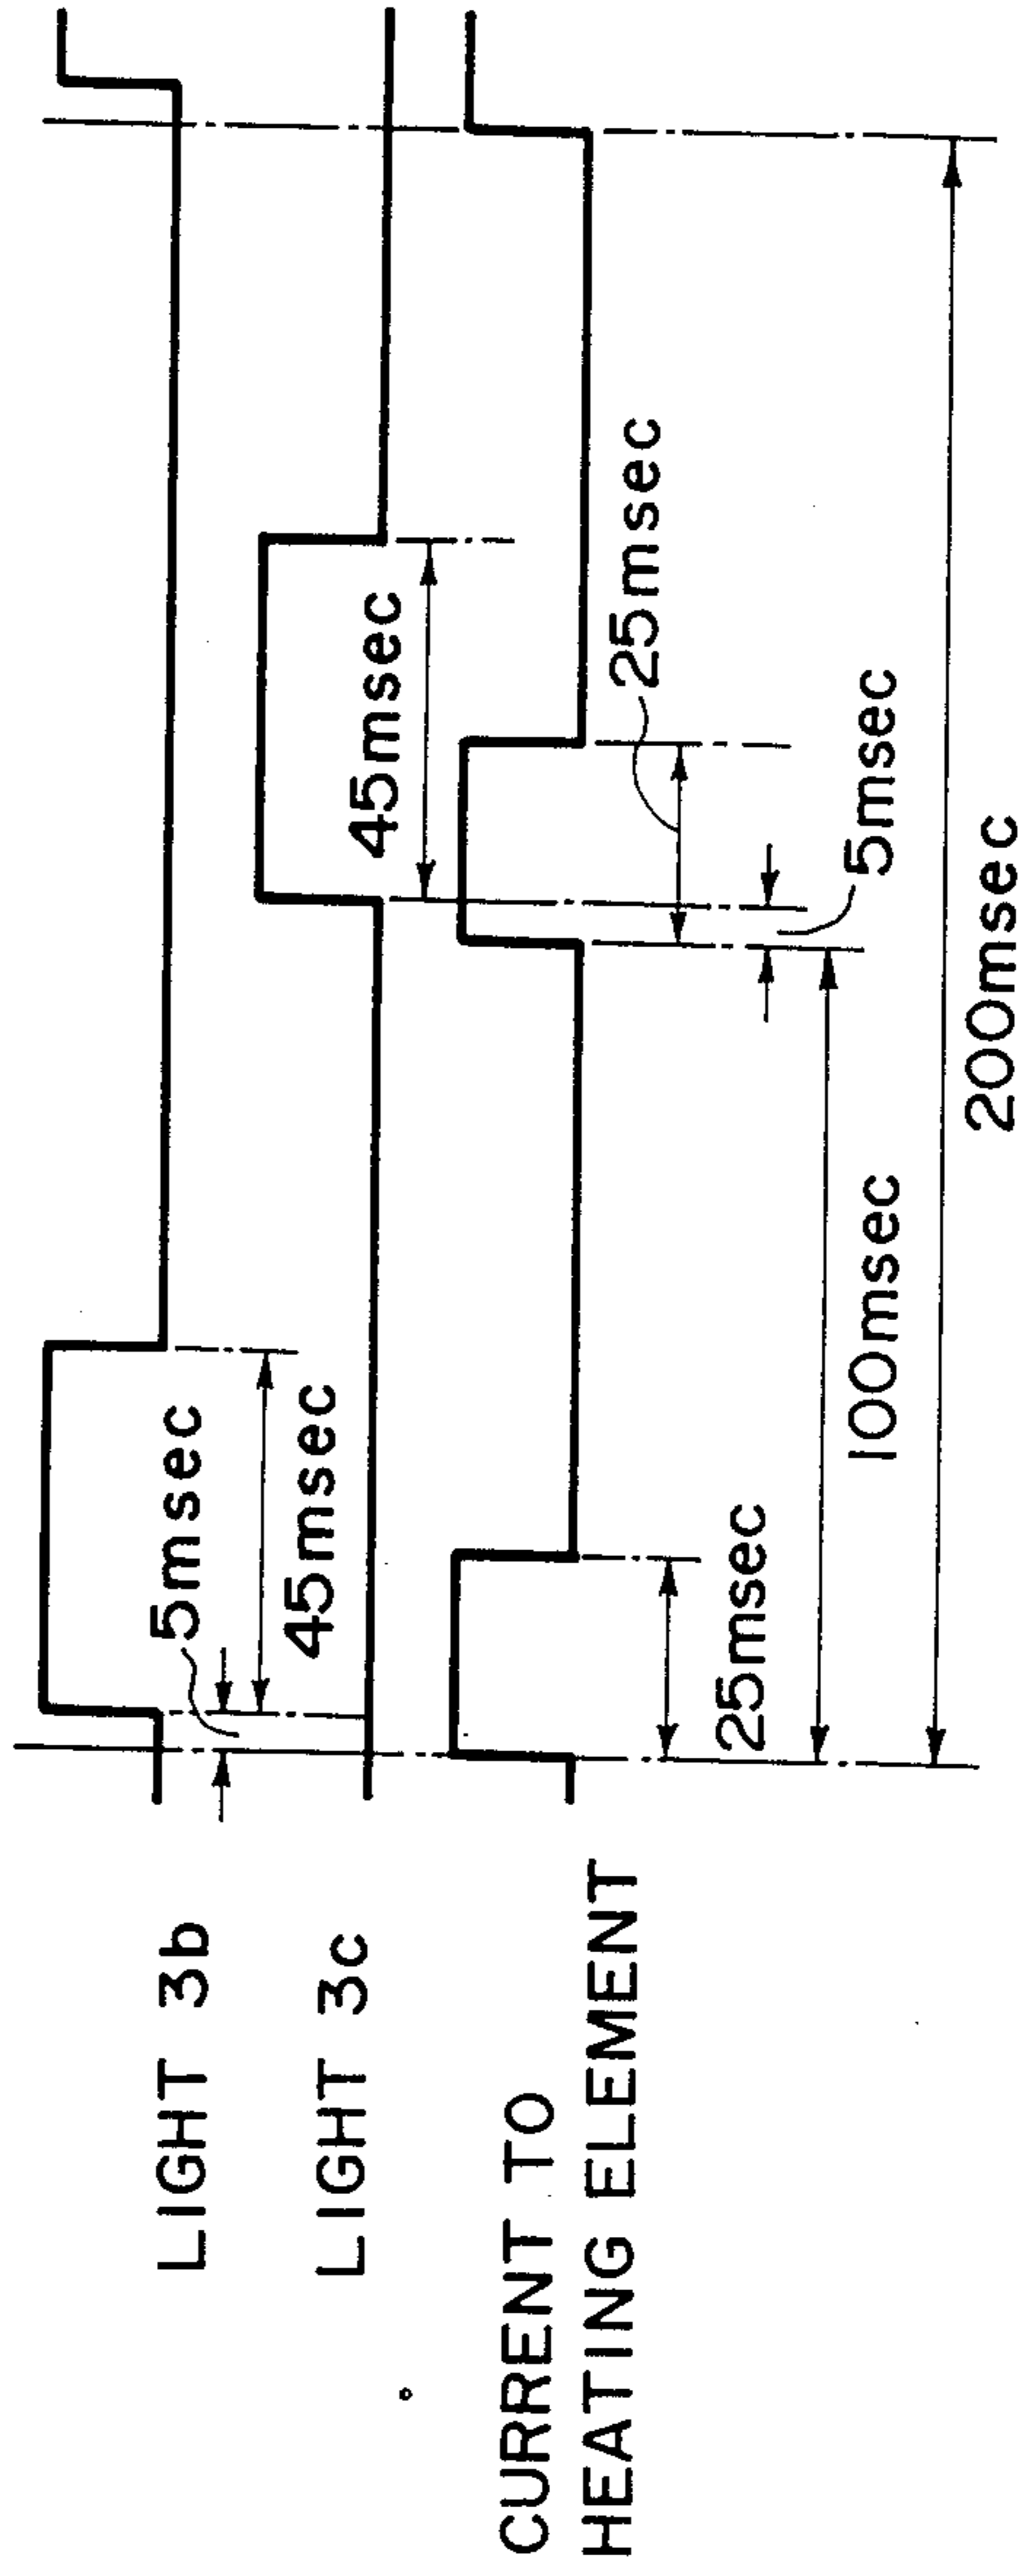 LIGHT 3b
5msec
45msec
LIGHT 3c
45msec
CURRENT TO
HEATING ELEMENT
25msec
25msec
5msec
100msec
200msec